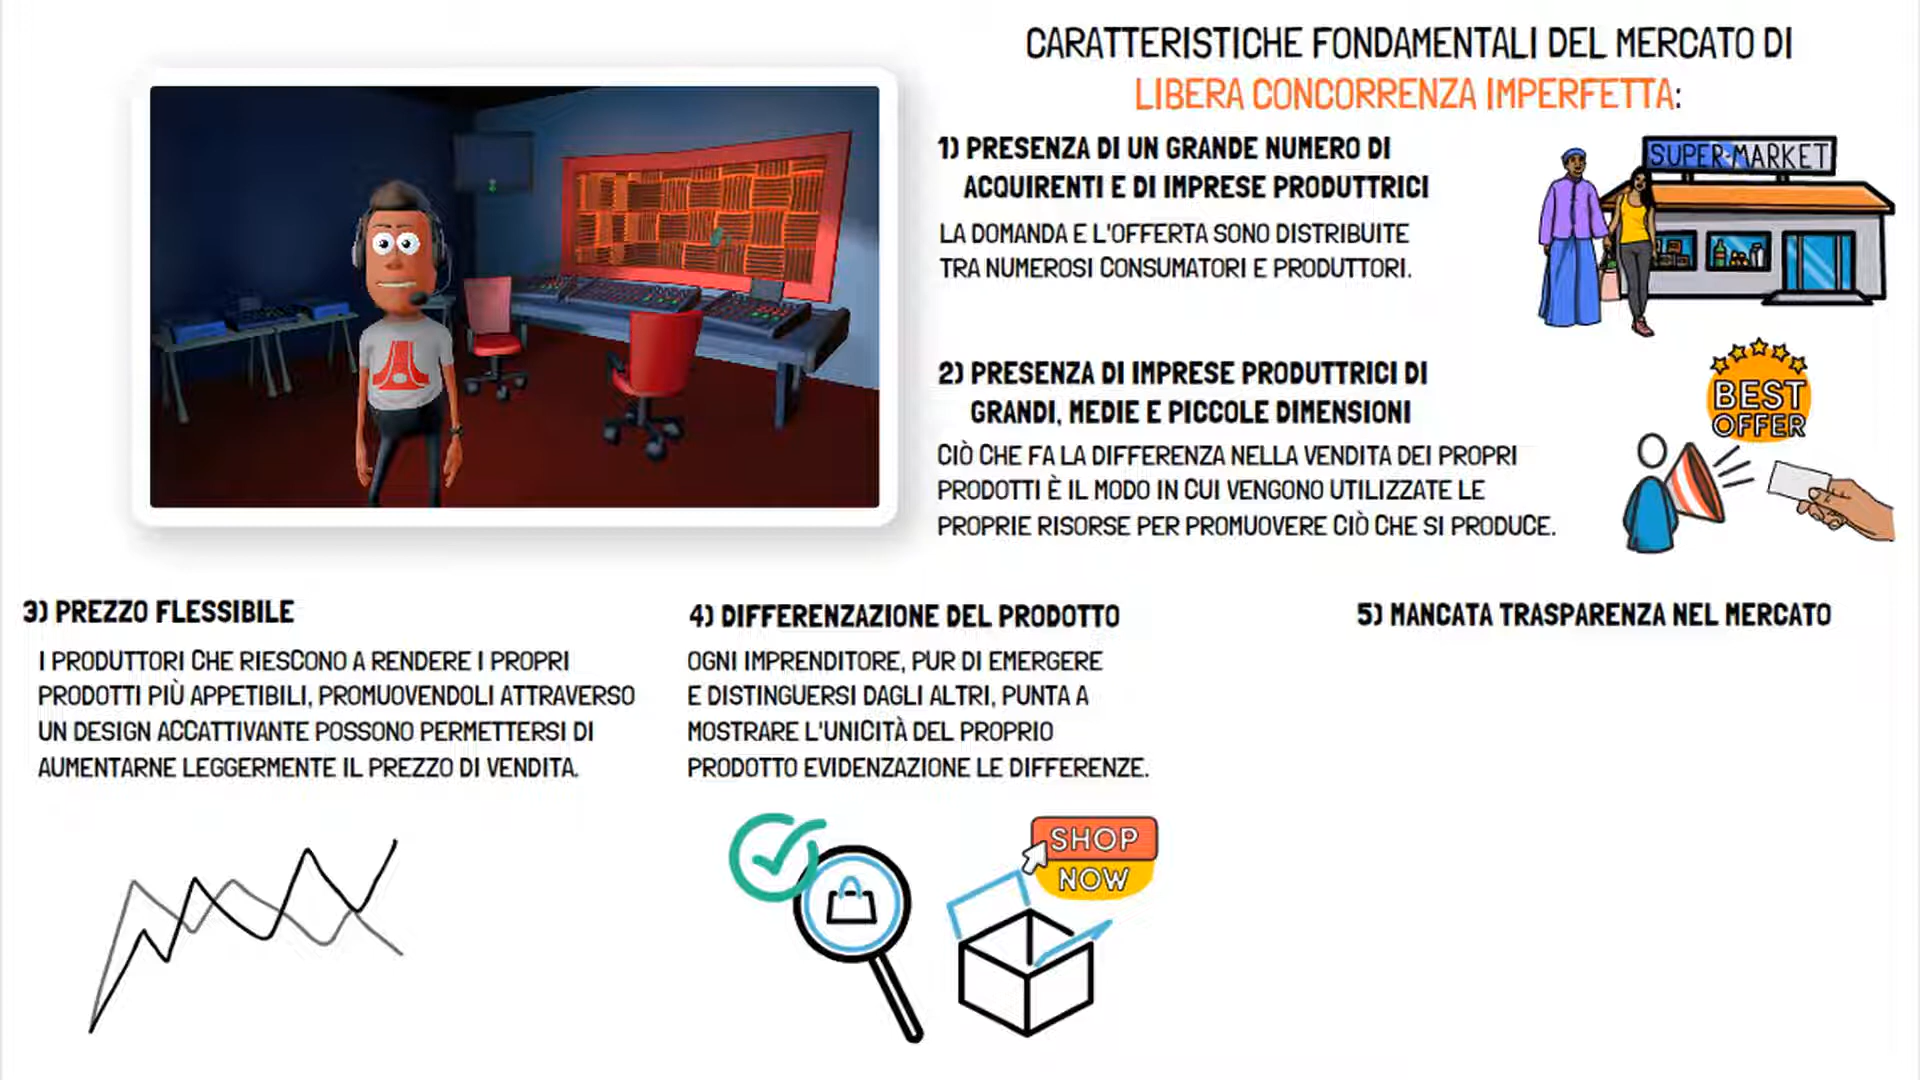 CARATTERISTICHE FONDAMENTALI DEL MERCATO DI
LIBERA CONCORRENZA IMPERFETTA:
1) PRESENZA DI UN GRANDE NUMERO DI
ACQUIRENTI E DI IMPRESE PRODUTTRICI
LA DOMANDA E L'OFFERTA SONO DISTRIBUITE
TRA NUMEROSI CONSUMATORI E PRODUTTORI.
SUPER-MARKET
2) PRESENZA DI IMPRESE PRODUTTRICI DI
GRANDI, MEDIE E PICCOLE DIMENSIONI
CIÒ CHE FA LA DIFFERENZA NELLA VENDITA DEI PROPRI
PRODOTTI È IL MODO IN CUI VENGONO UTILIZZATE LE
PROPRIE RISORSE PER PROMUOVERE CIÒ CHE SI PRODUCE.
BEST
OFFER
3) PREZZO FLESSIBILE
I PRODUTTORI CHE RIESCONO A RENDERE I PROPRI
PRODOTTI PIÙ APPETIBILI, PROMUOVENDOLI ATTRAVERSO
UN DESIGN ACCATTIVANTE POSSONO PERMETTERSI DI
AUMENTARNE LEGGERMENTE IL PREZZO DI VENDITA.
4) DIFFERENZAZIONE DEL PRODOTTO
OGNI IMPRENDITORE, PUR DI EMERGERE
E DISTINGUERSI DAGLI ALTRI, PUNTA A
MOSTRARE L'UNICITÀ DEL PROPRIO
PRODOTTO EVIDENZAZIONE LE DIFFERENZE.
SHOP
NOW
5) MANCATA TRASPARENZA NEL MERCATO